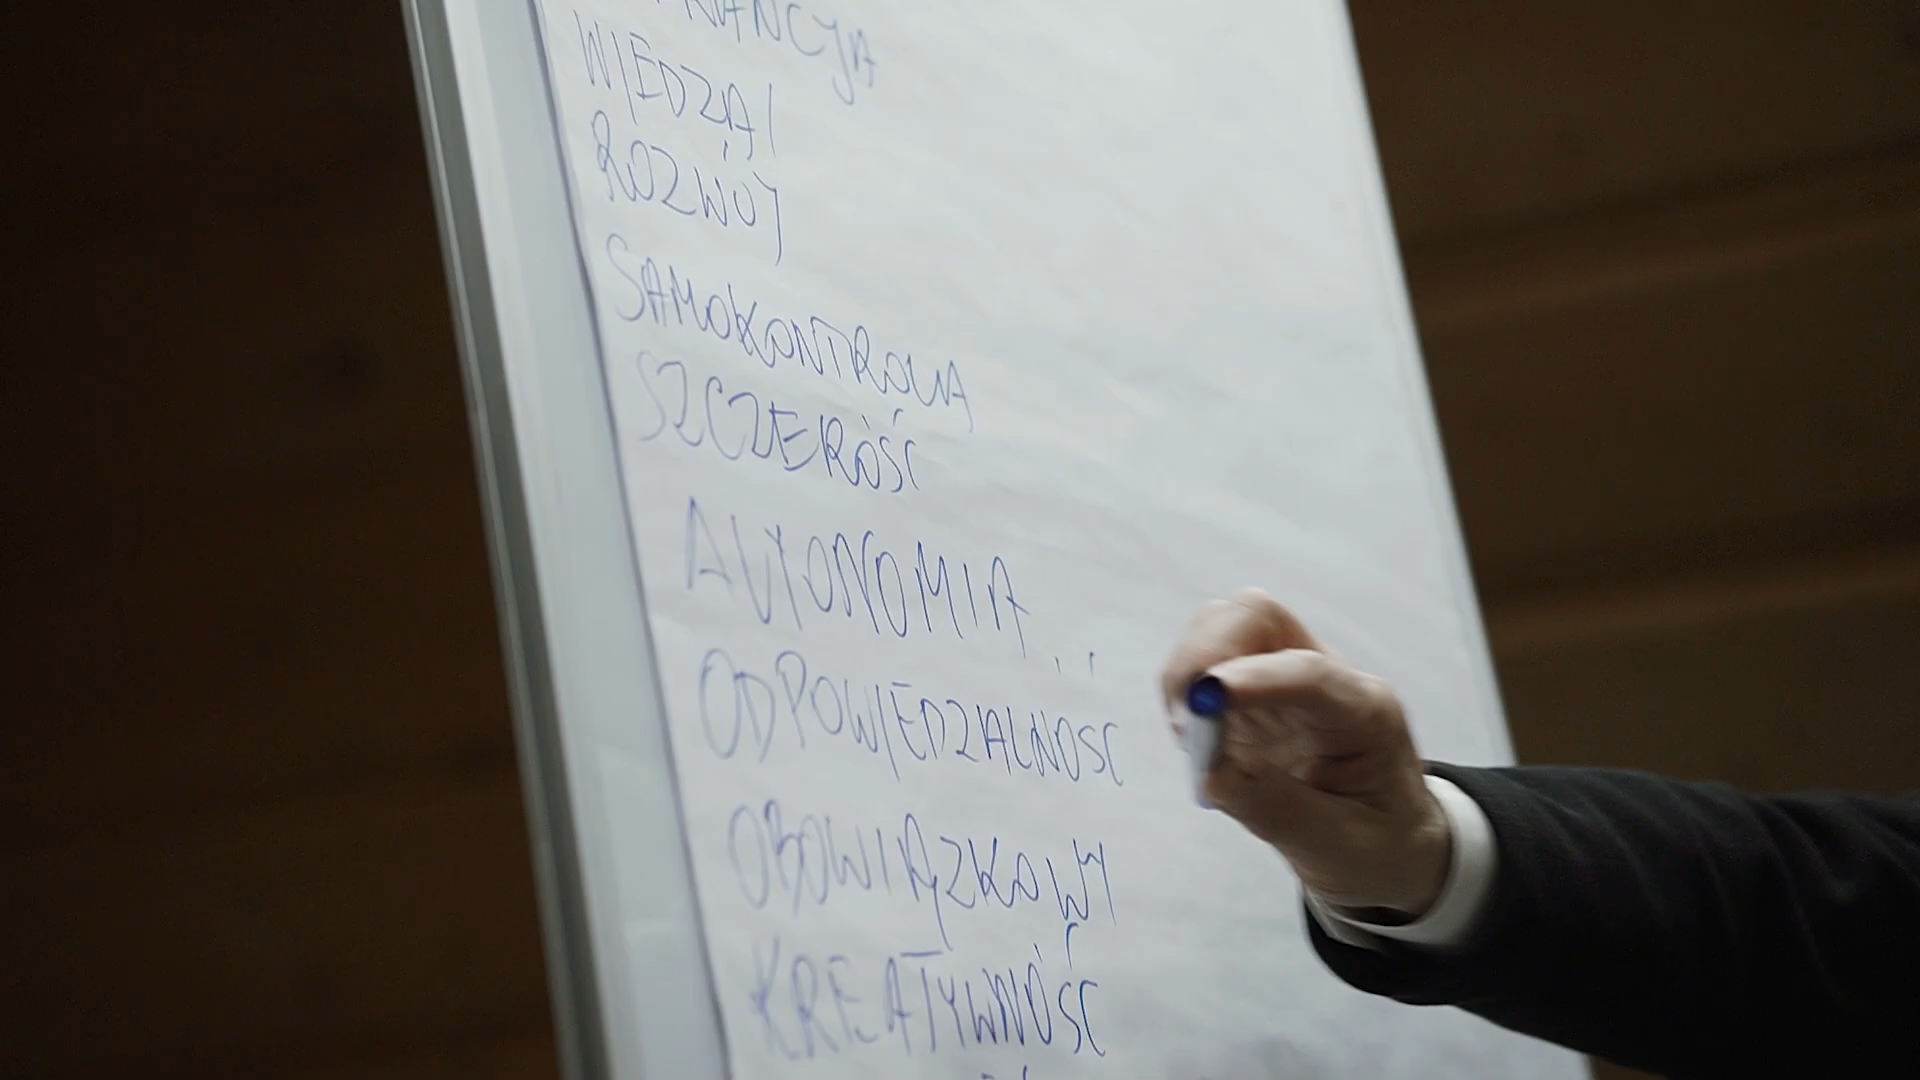 WIEDZA I
ROZWÓJ
SAMOKONTROLA
SZCZEROŚĆ
AUTONOMIA
ODPOWIEDZIALNOŚĆ
OBOWIĄZKOWY
KREATYWNOŚĆ